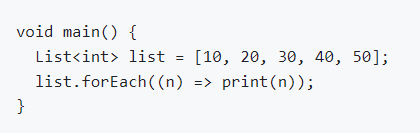 void main() {
  List<int> list = [10, 20, 30, 40, 50];
  list.forEach((n) => print(n));
}